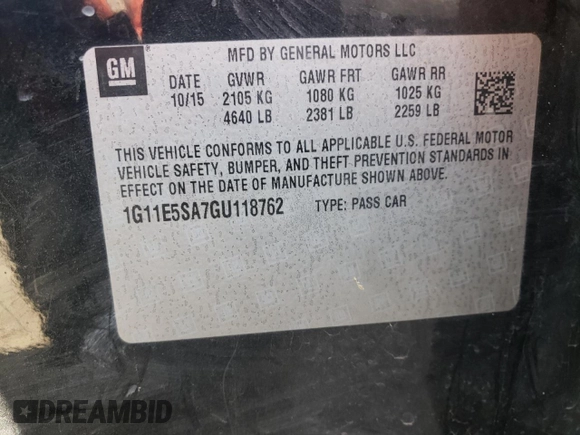 GM
MFD BY GENERAL MOTORS LLC
DATE GVWR GAWR FRT GAWR RR
10/15 2105 KG 1080 KG 1025 KG
4640 LB 2381 LB 2259 LB
THIS VEHICLE CONFORMS TO ALL APPLICABLE U.S. FEDERAL MOTOR
VEHICLE SAFETY, BUMPER, AND THEFT PREVENTION STANDARDS IN
EFFECT ON THE DATE OF MANUFACTURE SHOWN ABOVE.
1G11E5SA7GU118762 TYPE: PASS CAR
DREAMBID